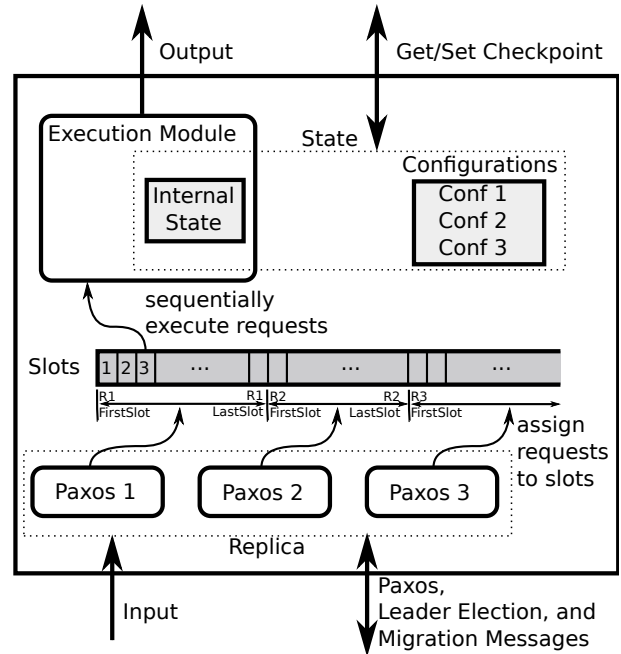 Output
Get/Set Checkpoint
Execution Module
State
Configurations
Internal
State
Conf 1
Conf 2
Conf 3
sequentially
execute requests
Slots
1 2 3 ... ... ...
R1 R1 R2 R2 R3
FirstSlot LastSlot FirstSlot LastSlot FirstSlot
assign
requests
to slots
Paxos 1
Paxos 2
Paxos 3
Replica
Input
Paxos,
Leader Election, and
Migration Messages